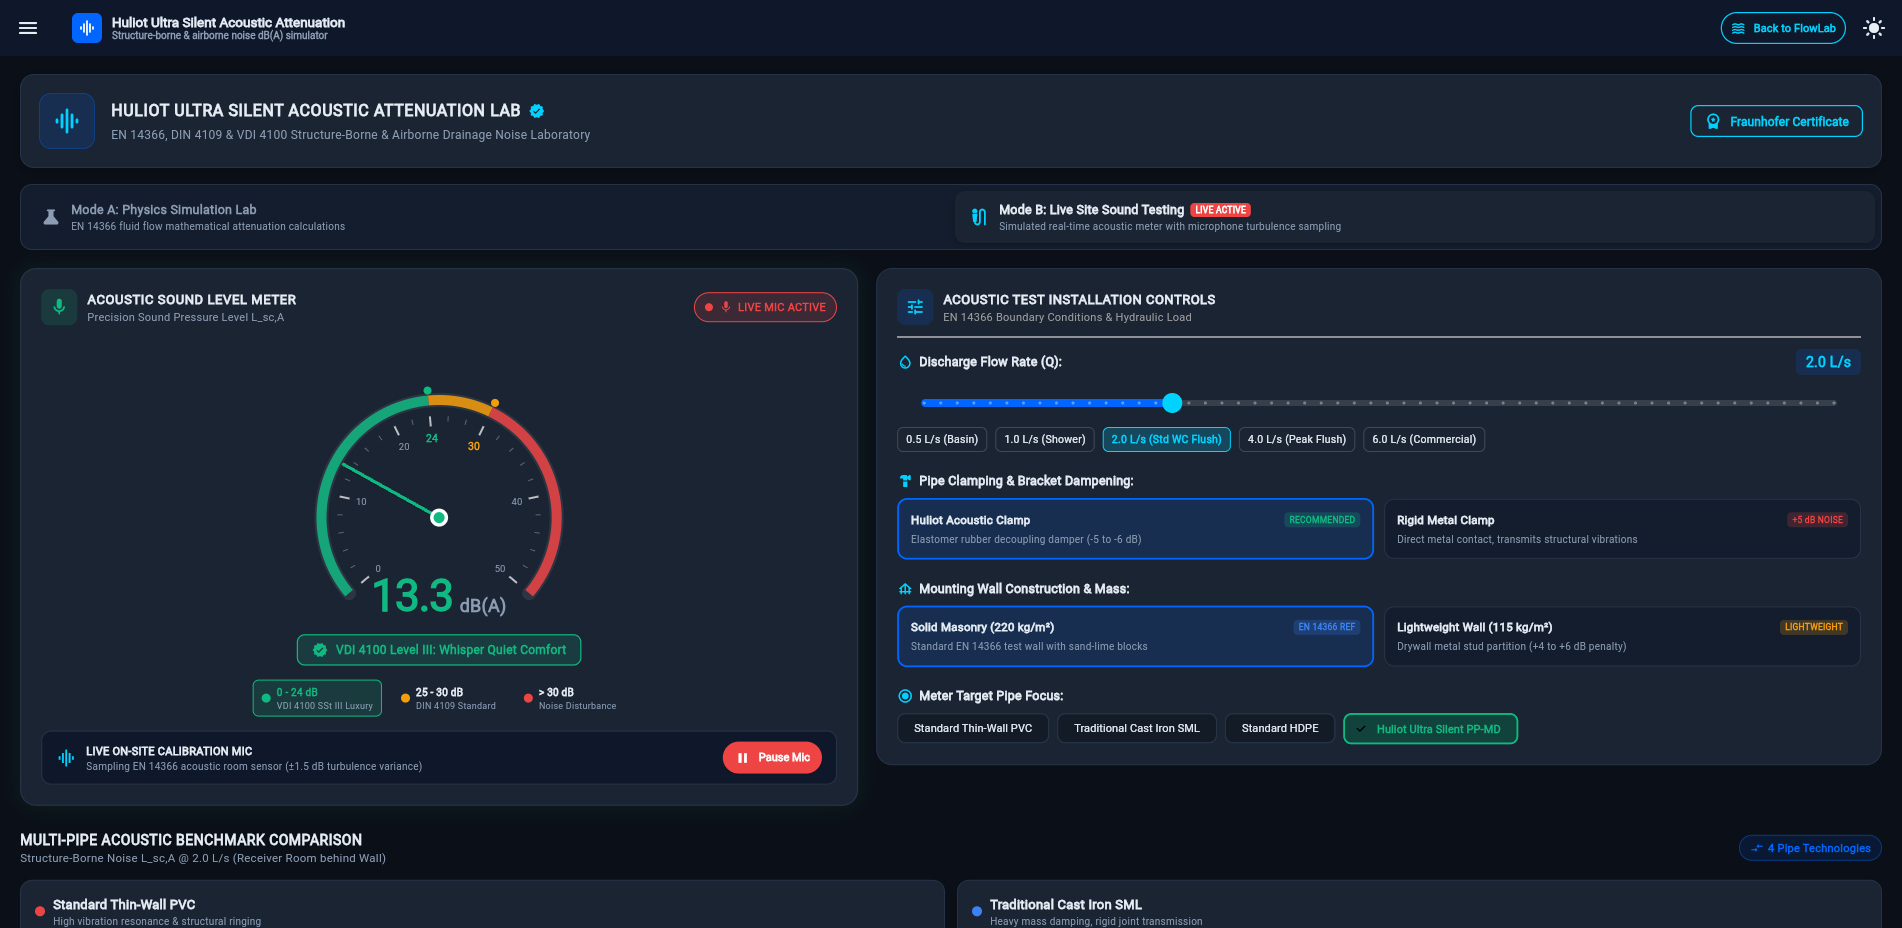 Huliot Ultra Silent Acoustic Attenuation
Structure-borne & airborne noise dB(A) simulator
Back to FlowLab
HULIOT ULTRA SILENT ACOUSTIC ATTENUATION LAB
EN 14366, DIN 4109 & VDI 4100 Structure-Borne & Airborne Drainage Noise Laboratory
Fraunhofer Certificate
Mode A: Physics Simulation Lab
EN 14366 fluid flow mathematical attenuation calculations
Mode B: Live Site Sound Testing LIVE ACTIVE
Simulated real-time acoustic meter with microphone turbulence sampling
ACOUSTIC SOUND LEVEL METER
Precision Sound Pressure Level L_sc,A
LIVE MIC ACTIVE
0
10
20
24
30
40
50
13.3 dB(A)
VDI 4100 Level III: Whisper Quiet Comfort
0 - 24 dB
VDI 4100 SSt III Luxury
25 - 30 dB
DIN 4109 Standard
> 30 dB
Noise Disturbance
LIVE ON-SITE CALIBRATION MIC
Sampling EN 14366 acoustic room sensor (±1.5 dB turbulence variance)
Pause Mic
ACOUSTIC TEST INSTALLATION CONTROLS
EN 14366 Boundary Conditions & Hydraulic Load
Discharge Flow Rate (Q):
2.0 L/s
0.5 L/s (Basin)
1.0 L/s (Shower)
2.0 L/s (Std WC Flush)
4.0 L/s (Peak Flush)
6.0 L/s (Commercial)
Pipe Clamping & Bracket Dampening:
Huliot Acoustic Clamp
RECOMMENDED
Elastomer rubber decoupling damper (-5 to -6 dB)
Rigid Metal Clamp
+5 dB NOISE
Direct metal contact, transmits structural vibrations
Mounting Wall Construction & Mass:
Solid Masonry (220 kg/m²)
EN 14366 REF
Standard EN 14366 test wall with sand-lime blocks
Lightweight Wall (115 kg/m²)
LIGHTWEIGHT
Drywall metal stud partition (+4 to +6 dB penalty)
Meter Target Pipe Focus:
Standard Thin-Wall PVC
Traditional Cast Iron SML
Standard HDPE
Huliot Ultra Silent PP-MD
MULTI-PIPE ACOUSTIC BENCHMARK COMPARISON
Structure-Borne Noise L_sc,A @ 2.0 L/s (Receiver Room behind Wall)
4 Pipe Technologies
Standard Thin-Wall PVC
High vibration resonance & structural ringing
Traditional Cast Iron SML
Heavy mass damping, rigid joint transmission